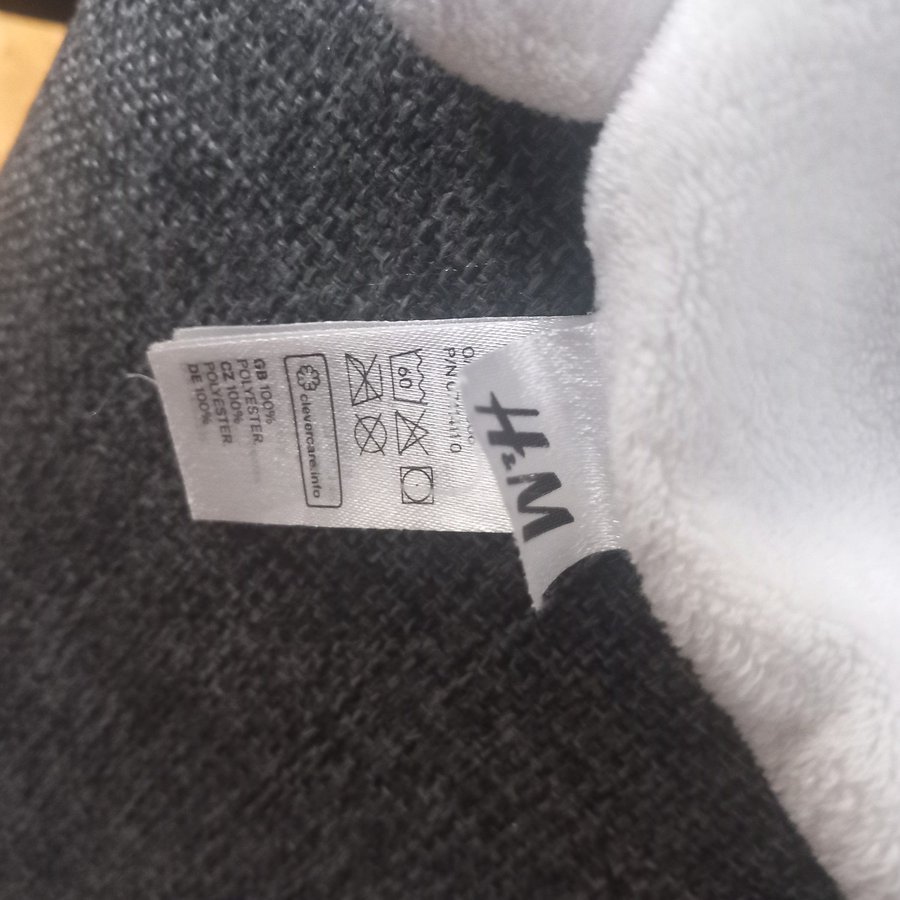 H&M
P/N
60
clevercare.info
GB 100%
POLYESTER
CZ 100%
POLYESTER
DE 100%